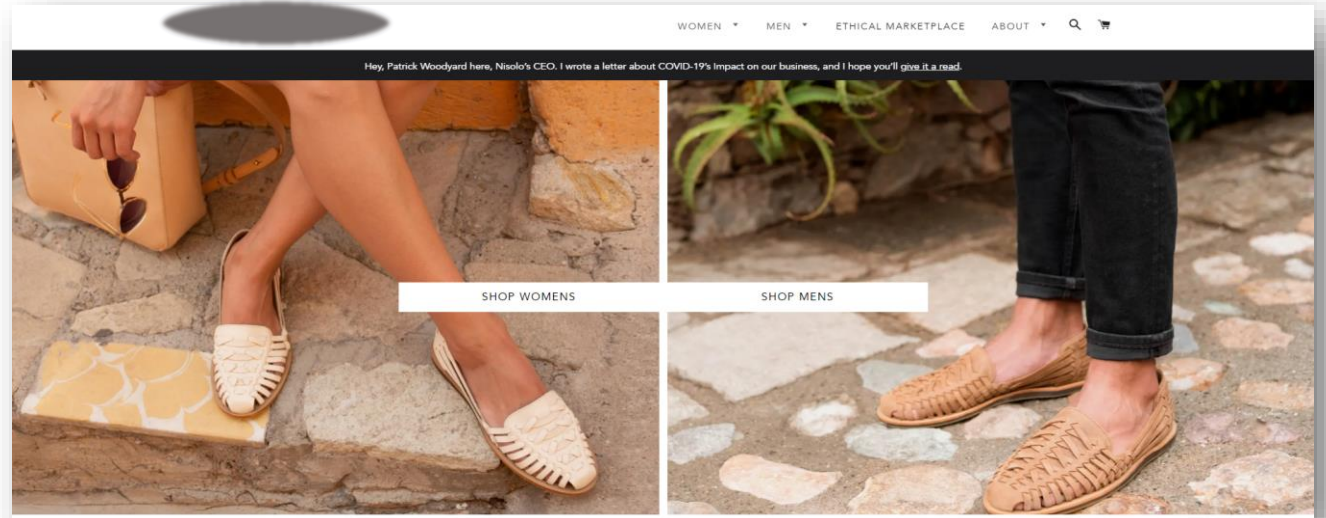 WOMEN MEN ETHICAL MARKETPLACE ABOUT
Hey, Patrick Woodyard here, Nisolo's CEO. I wrote a letter about COVID-19's Impact on our business, and I hope you'll give it a read.
SHOP WOMENS
SHOP MENS